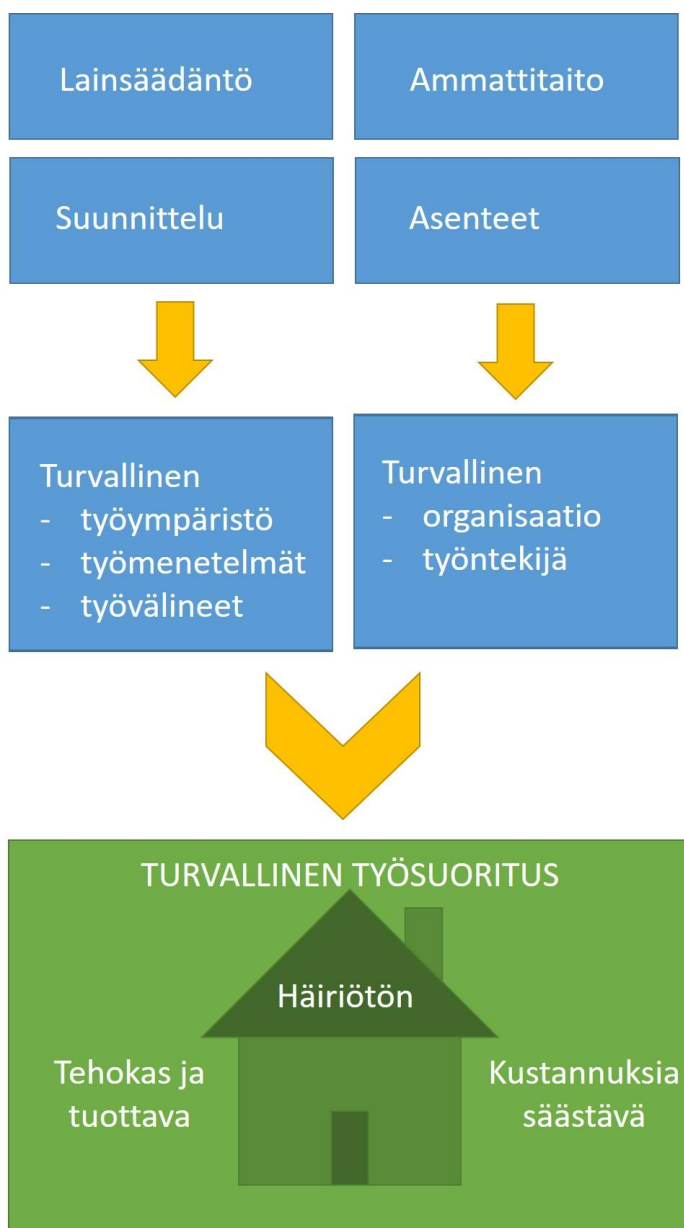 Lainsäädäntö
Ammattitaito
Suunnittelu
Asenteet
Turvallinen
- työympäristö
- työmenetelmät
- työvälineet
Turvallinen
- organisaatio
- työntekijä
TURVALLINEN TYÖSUORITUS
Häiriötön
Tehokas ja
tuottava
Kustannuksia
säästävä